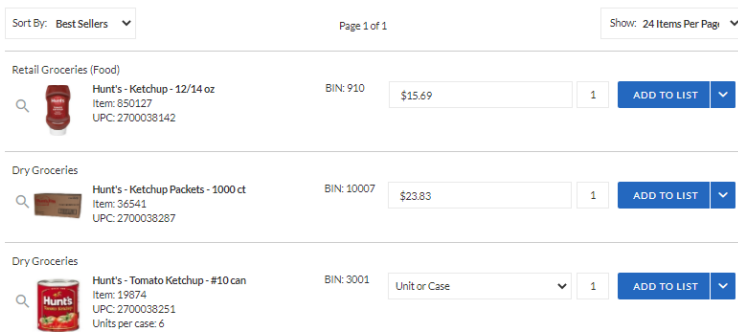 Sort By: Best Sellers
Page 1 of 1
Show: 24 Items Per Page
Retail Groceries (Food)
Hunt's - Ketchup - 12/14 oz
BIN: 910
$15.69
1
ADD TO LIST
Item: 850127
UPC: 2700038142
Dry Groceries
Hunt's - Ketchup Packets - 1000 ct
BIN: 10007
$23.83
1
ADD TO LIST
Item: 36541
UPC: 2700038287
Dry Groceries
Hunt's - Tomato Ketchup - #10 can
BIN: 3001
Unit or Case
1
ADD TO LIST
Item: 19874
UPC: 2700038251
Units per case: 6
Hunt's